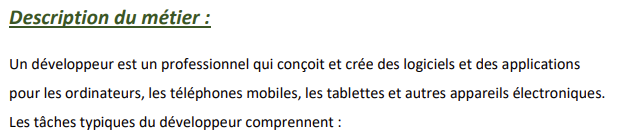 Description du métier :
Un développeur est un professionnel qui conçoit et crée des logiciels et des applications
pour les ordinateurs, les téléphones mobiles, les tablettes et autres appareils électroniques.
Les tâches typiques du développeur comprennent :